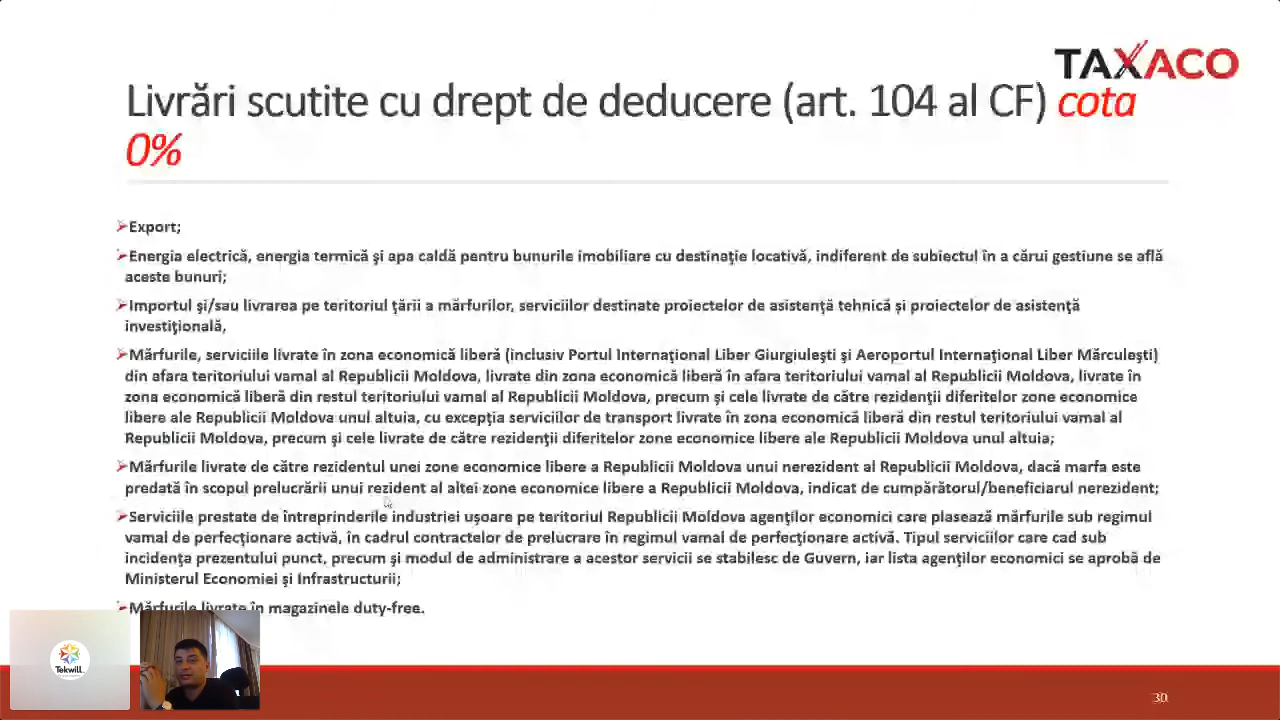 TAXACO
Livrări scutite cu drept de deducere (art. 104 al CF) cota
0%
Export;
Energia electrică, energia termică şi apa caldă pentru bunurile imobiliare cu destinaţie locativă, indiferent de subiectul în a cărui gestiune se află
aceste bunuri;
Importul şi/sau livrarea pe teritoriul ţării a mărfurilor, serviciilor destinate proiectelor de asistență tehnică și proiectelor de asistență
investițională,
Mărfurile, serviciile livrate în zona economică liberă (inclusiv Portul Internaţional Liber Giurgiuleşti şi Aeroportul Internaţional Liber Mărculeşti)
din afara teritoriului vamal al Republicii Moldova, livrate din zona economică liberă în afara teritoriului vamal al Republicii Moldova, livrate în
zona economică liberă din restul teritoriului vamal al Republicii Moldova, precum şi cele livrate de către rezidenţii diferitelor zone economice
libere ale Republicii Moldova unul altuia, cu excepţia serviciilor de transport livrate în zona economică liberă din restul teritoriului vamal al
Republicii Moldova, precum şi cele livrate de către rezidenţii diferitelor zone economice libere ale Republicii Moldova unul altuia;
Mărfurile livrate de către rezidentul unei zone economice libere a Republicii Moldova unui nerezident al Republicii Moldova, dacă marfa este
predată în scopul prelucrării unui rezident al altei zone economice libere a Republicii Moldova, indicat de cumpărătorul/beneficiarul nerezident;
Serviciile prestate de întreprinderile industriei uşoare pe teritoriul Republicii Moldova agenţilor economici care plasează mărfurile sub regimul
vamal de perfecţionare activă, în cadrul contractelor de prelucrare în regimul vamal de perfecţionare activă. Tipul serviciilor care cad sub
incidenţa prezentului punct, precum şi modul de administrare a acestor servicii se stabilesc de Guvern, iar lista agenţilor economici se aprobă de
Ministerul Economiei şi Infrastructurii;
Mărfurile livrate în magazinele duty-free.
Tekwill
30